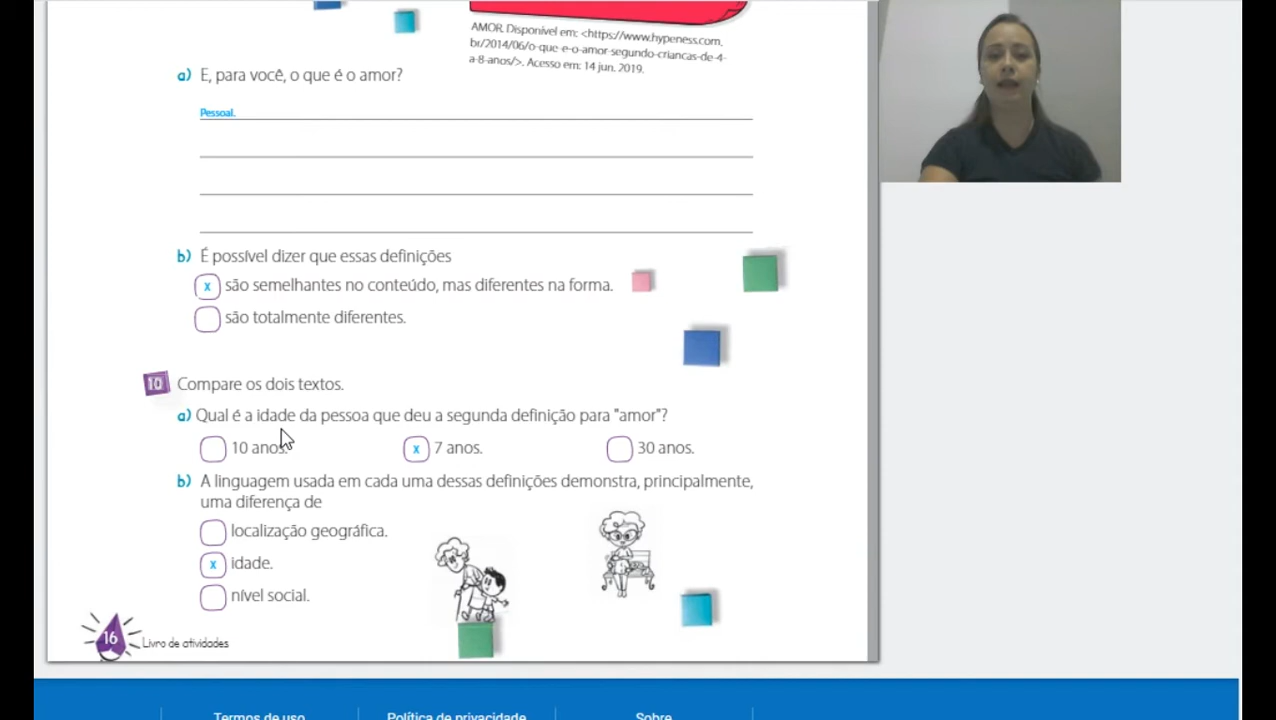 AMOR. Disponível em: <https://www.hypeness.com.
br/2014/06/o-que-e-o-amor-segundo-criancas-de-4-
a-8-anos/>. Acesso em: 14 jun. 2019.
a) E, para você, o que é o amor?
Pessoal.
b) É possível dizer que essas definições
x são semelhantes no conteúdo, mas diferentes na forma.
são totalmente diferentes.
10 Compare os dois textos.
a) Qual é a idade da pessoa que deu a segunda definição para "amor"?
10 anos. x 7 anos. 30 anos.
b) A linguagem usada em cada uma dessas definições demonstra, principalmente,
uma diferença de
localização geográfica.
x idade.
nível social.
16 Livro de atividades
Termos de uso Política de privacidade Sobre